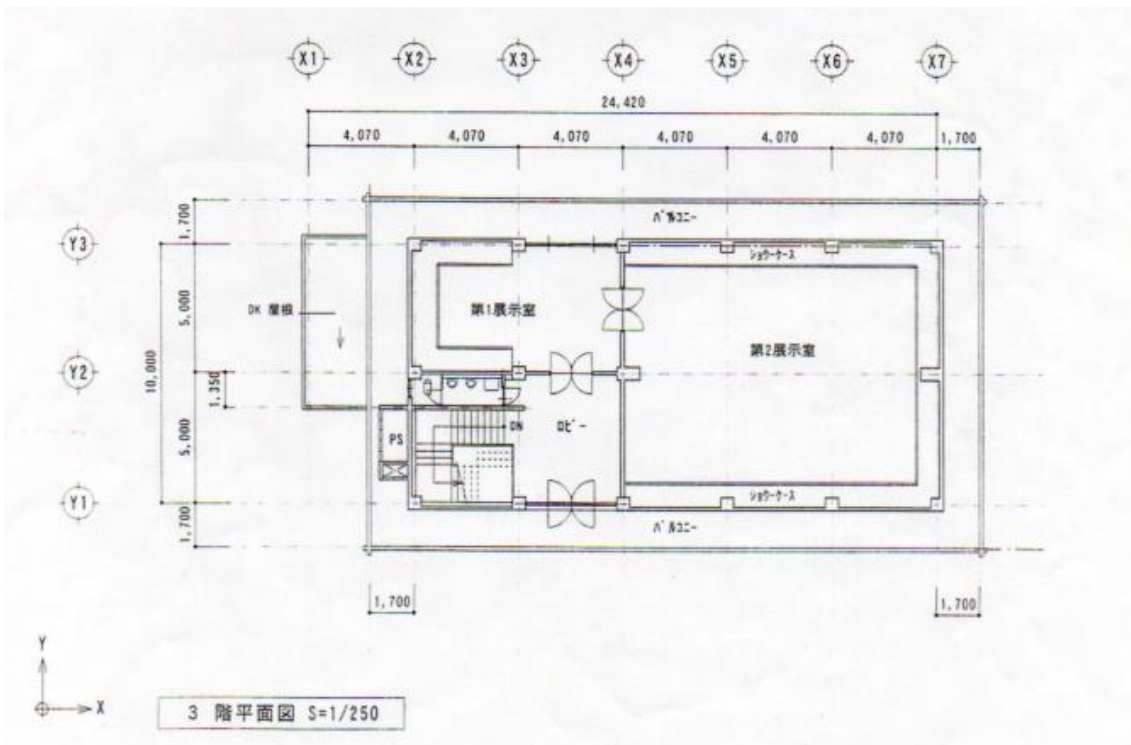 X1 X2 X3 X4 X5 X6 X7
24,420
4,070 4,070 4,070 4,070 4,070 4,070 1,700
1,700
バルコニー
Y3
ショウーケース
5,000
第1展示室
DK 屋根
第2展示室
Y2
10,000
1,350
5,000
PS
DN
ロビー
ショウーケース
Y1
1,700
バルコニー
1,700
1,700
Y
X
3 階平面図 S=1/250